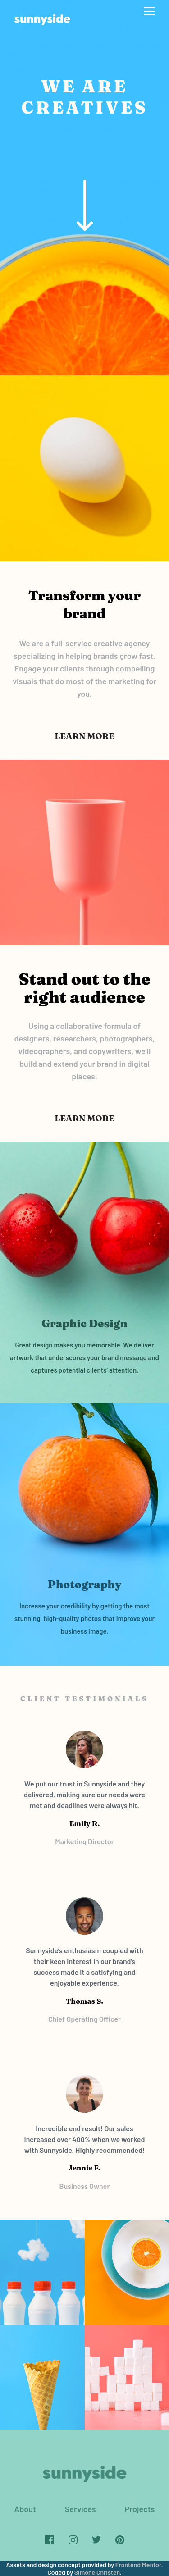 sunnyside
WE ARE
CREATIVES
Transform your
brand
We are a full-service creative agency
specializing in helping brands grow fast.
Engage your clients through compelling
visuals that do most of the marketing for
you.
LEARN MORE
Stand out to the
right audience
Using a collaborative formula of
designers, researchers, photographers,
videographers, and copywriters, we'll
build and extend your brand in digital
places.
LEARN MORE
Graphic Design
Great design makes you memorable. We deliver
artwork that underscores your brand message and
captures potential clients' attention.
Photography
Increase your credibility by getting the most
stunning, high-quality photos that improve your
business image.
CLIENT TESTIMONIALS
We put our trust in Sunnyside and they
delivered, making sure our needs were
met and deadlines were always hit.
Emily R.
Marketing Director
Sunnyside's enthusiasm coupled with
their keen interest in our brand's
success made it a satisfying and
enjoyable experience.
Thomas S.
Chief Operating Officer
Incredible end result! Our sales
increased over 400% when we worked
with Sunnyside. Highly recommended!
Jennie F.
Business Owner
sunnyside
About Services Projects
Assets and design concept provided by Frontend Mentor.
Coded by Simone Christen.